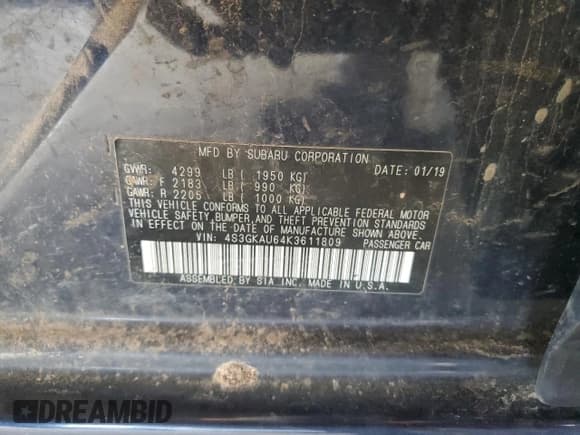 MFD BY SUBARU CORPORATION
GVWR: 4299 LB ( 1950 KG) DATE: 01/19
GAWR: F 2183 LB ( 990 KG)
GAWR: R 2205 LB ( 1000 KG)
THIS VEHICLE CONFORMS TO ALL APPLICABLE FEDERAL MOTOR
VEHICLE SAFETY, BUMPER, AND THEFT PREVENTION STANDARDS
IN EFFECT ON THE DATE OF MANUFACTURE SHOWN ABOVE.
VIN: 4S3GKAU64K3611809 PASSENGER CAR
ASSEMBLED BY SIA INC. MADE IN U.S.A.
DREAMBID